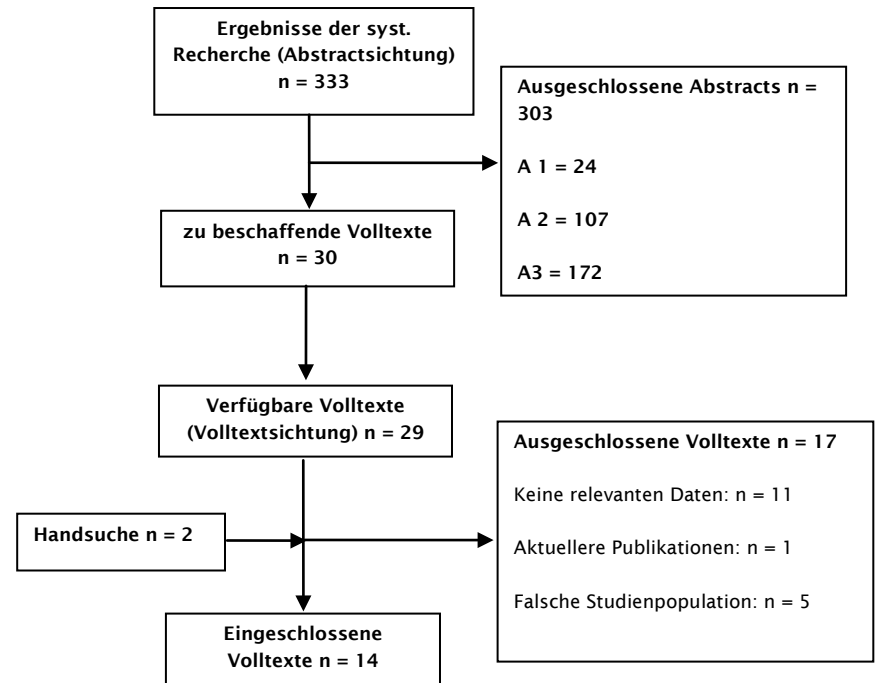 Ergebnisse der syst.
Recherche (Abstractsichtung)
n = 333
Ausgeschlossene Abstracts n =
303
A 1 = 24
A 2 = 107
A3 = 172
zu beschaffende Volltexte
n = 30
Verfügbare Volltexte
(Volltextsichtung) n = 29
Ausgeschlossene Volltexte n = 17
Keine relevanten Daten: n = 11
Aktuellere Publikationen: n = 1
Falsche Studienpopulation: n = 5
Handsuche n = 2
Eingeschlossene
Volltexte n = 14